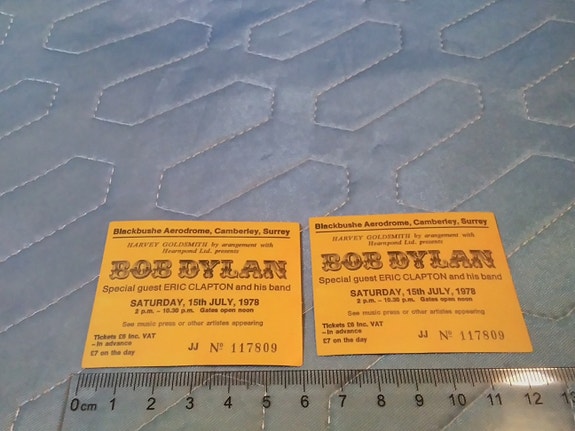 Blackbushe Aerodrome, Camberley, Surrey
HARVEY GOLDSMITH by arrangement with
Hearnpond Ltd. presents
BOB DYLAN
Special guest ERIC CLAPTON and his band
SATURDAY, 15th JULY, 1978
2 p.m. – 10.30 p.m. Gates open noon
See music press or other articles appearing
Tickets £6 Inc. VAT
–In advance
£7 on the day
JJ Nº 117809
Blackbushe Aerodrome, Camberley, Surrey
HARVEY GOLDSMITH by arrangement with
Hearnpond Ltd. presents
BOB DYLAN
Special guest ERIC CLAPTON and his band
SATURDAY, 15th JULY, 1978
2 p.m. – 10.30 p.m. Gates open noon
See music press or other articles appearing
Tickets £6 Inc. VAT
–In advance
£7 on the day
JJ Nº 117809
0cm 1 2 3 4 5 6 7 8 9 10 11 12 13